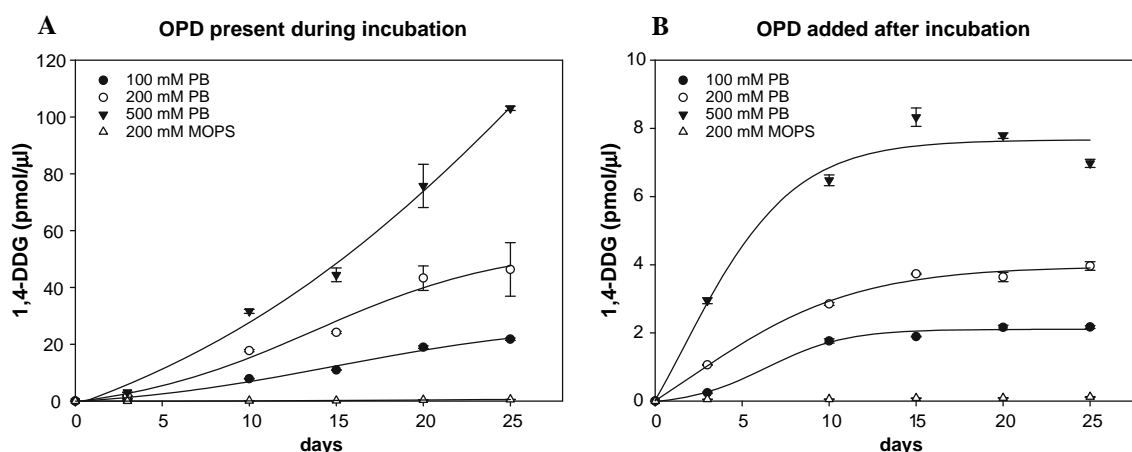 A
OPD present during incubation
120
100
80
60
40
20
0
1,4-DDG (pmol/µl)
100 mM PB
200 mM PB
500 mM PB
200 mM MOPS
0 5 10 15 20 25
days
B
OPD added after incubation
10
8
6
4
2
0
1,4-DDG (pmol/µl)
100 mM PB
200 mM PB
500 mM PB
200 mM MOPS
0 5 10 15 20 25
days